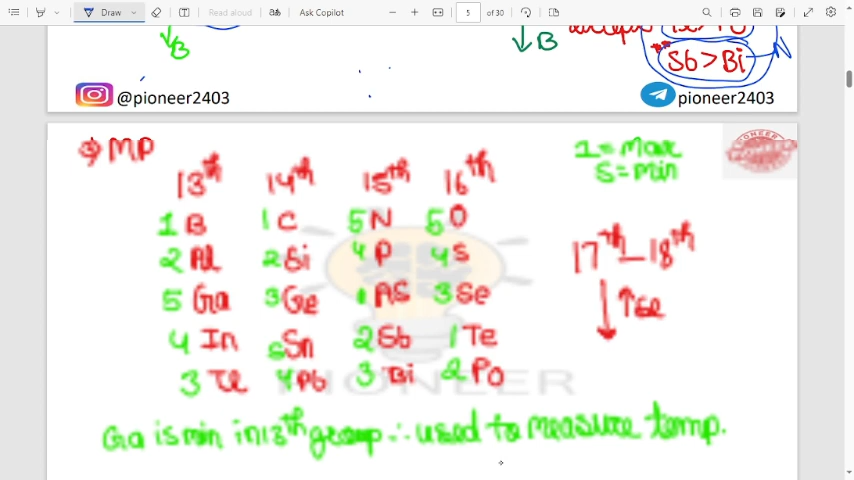 Draw Read aloud Ask Copilot 5 of 30
B B except
Sb > Bi N
@pioneer2403 pioneer2403
③ MP 1 = Max
13th 14th 15th 16th S = min
1 B 1 C 5 N 5 O
2 Al 2 Si 4 P 4 S 17th – 18th
5 Ga 3 Ge 1 AS 3 Se ↓ ↑se
4 In 5 Sn 2 Sb 1 Te
3 Tl 4 Pb 3 Bi 2 Po
PIONEER
Ga is min in 13th group ∴ used to measure temp.